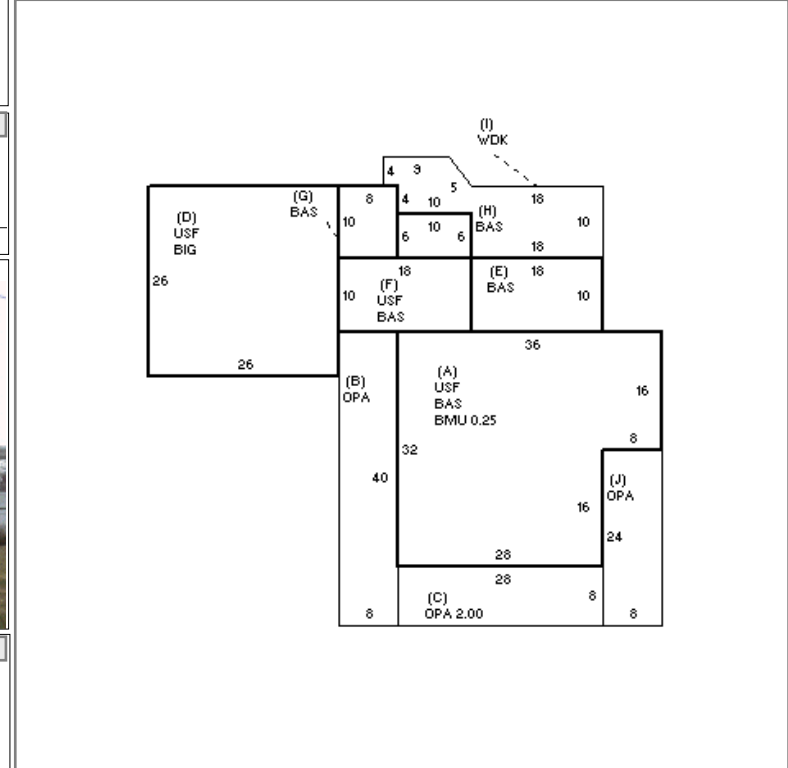 (I)
WDK
4 9
5
(G)
BAS
8
4
10
18
(D)
USF
BIG
10
(H)
BAS
10
6
10
6
18
26
18
(F)
USF
BAS
10
(E)
BAS
18
10
26
36
(B)
OPA
(A)
USF
BAS
BMU 0.25
16
8
32
40
(J)
OPA
16
24
28
28
(C)
OPA 2.00
8
8
8